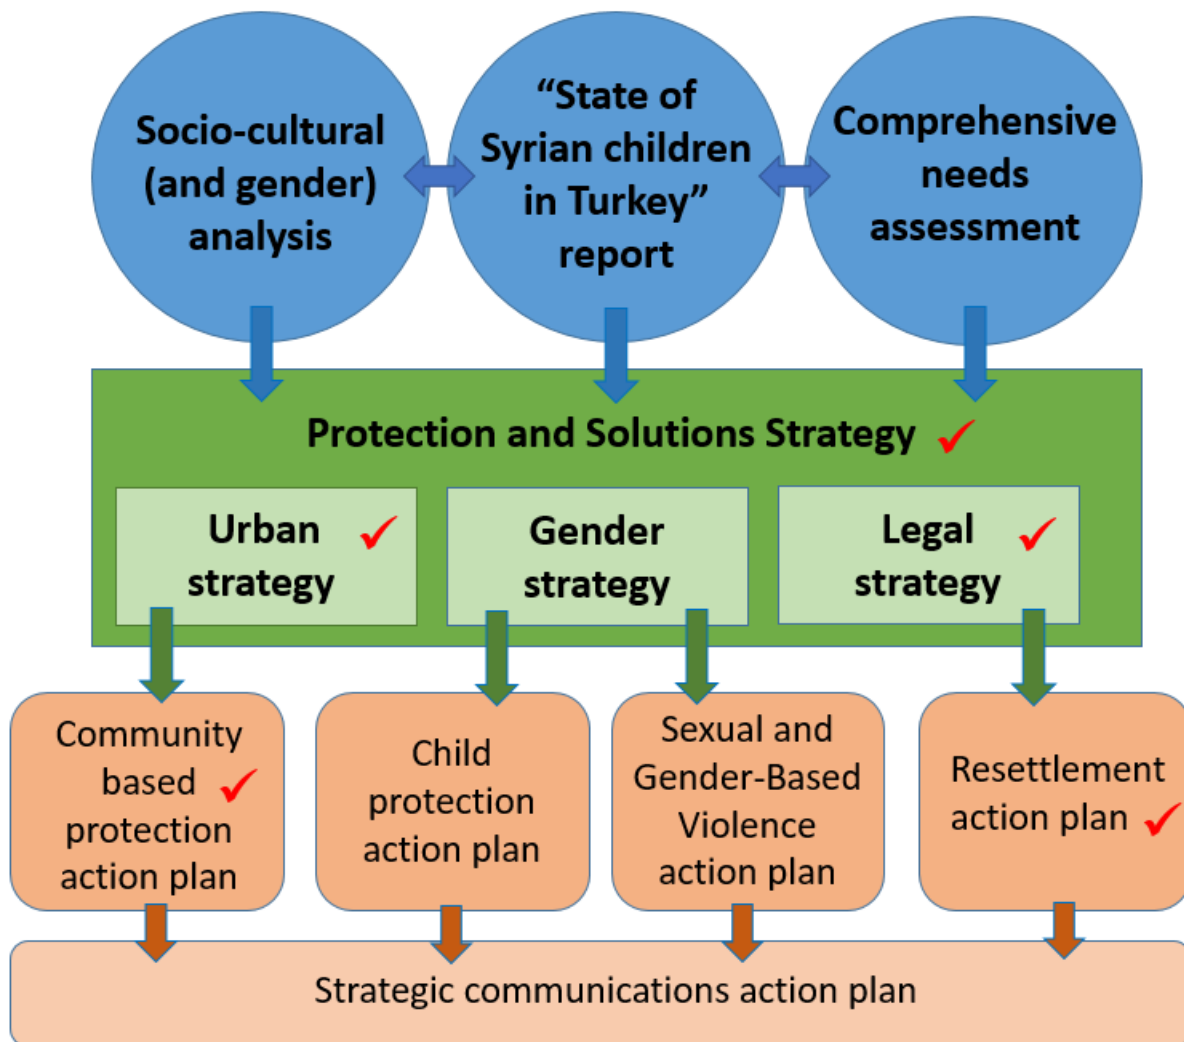 Socio-cultural
(and gender)
analysis
“State of
Syrian children
in Turkey”
report
Comprehensive
needs
assessment
Protection and Solutions Strategy
Urban
strategy
Gender
strategy
Legal
strategy
Community
based
protection
action plan
Child
protection
action plan
Sexual and
Gender-Based
Violence
action plan
Resettlement
action plan
Strategic communications action plan